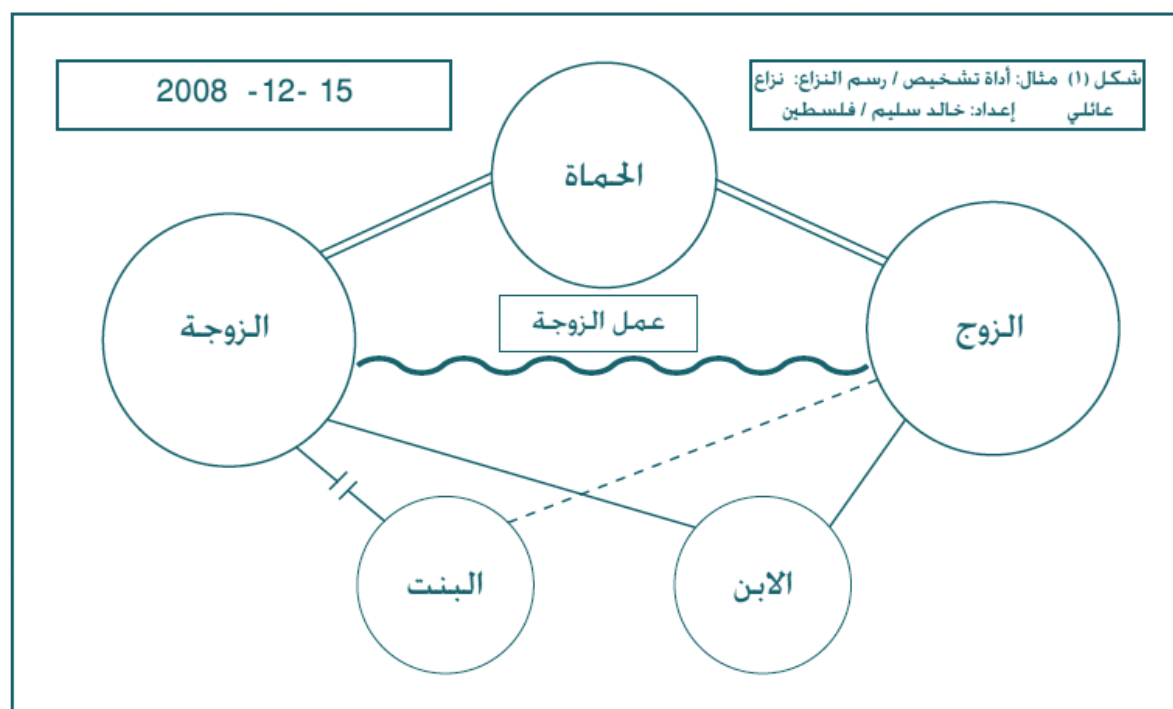 شكل (١) مثال: أداة تشخيص / رسم النزاع: نزاع
عائلي إعداد: خالد سليم / فلسطين
2008 -12- 15
الحماة
الزوج
الزوجة
عمل الزوجة
الابن
البنت